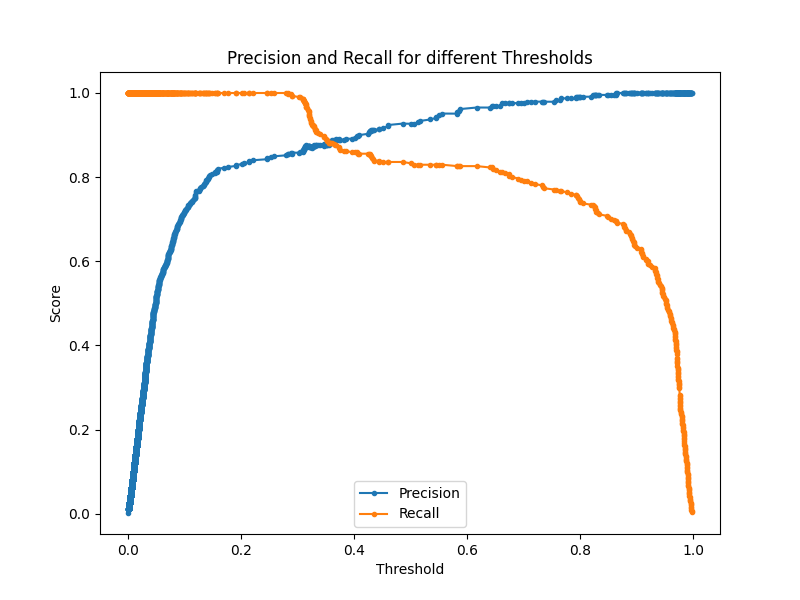 Precision and Recall for different Thresholds
1.0
0.8
0.6
0.4
0.2
0.0
Score
Precision
Recall
0.0 0.2 0.4 0.6 0.8 1.0
Threshold